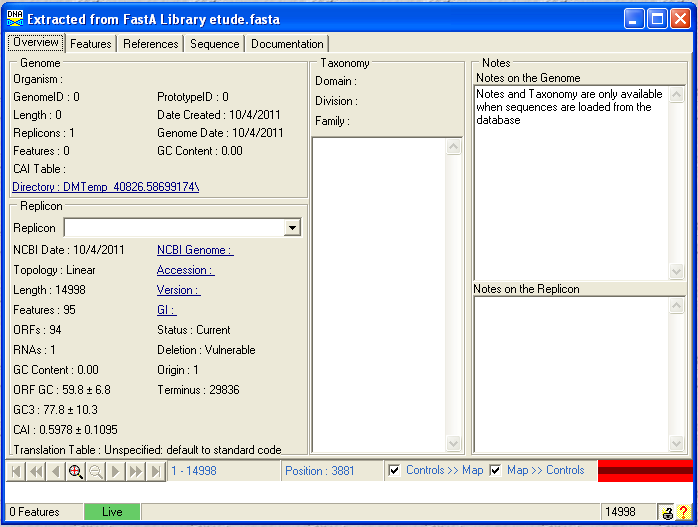 DNA Extracted from FastA Library etude.fasta
Overview Features References Sequence Documentation
Genome
Organism :
GenomeID : 0 PrototypeID : 0
Length : 0 Date Created : 10/4/2011
Replicons : 1 Genome Date : 10/4/2011
Features : 0 GC Content : 0.00
CAI Table :
Directory : DMTemp_40826.58699174\
Replicon
Replicon
NCBI Date : 10/4/2011 NCBI Genome :
Topology : Linear Accession :
Length : 14998 Version :
Features : 95 GI :
ORFs : 94 Status : Current
RNAs : 1 Deletion : Vulnerable
GC Content : 0.00 Origin : 1
ORF GC : 59.8 ± 6.8 Terminus : 29836
GC3 : 77.8 ± 10.3
CAI : 0.5978 ± 0.1095
Translation Table : Unspecified: default to standard code
Taxonomy
Domain :
Division :
Family :
Notes
Notes on the Genome
Notes and Taxonomy are only available
when sequences are loaded from the
database
Notes on the Replicon
1 - 14998 Position : 3881 Controls >> Map Map >> Controls
0 Features Live 14998 ?